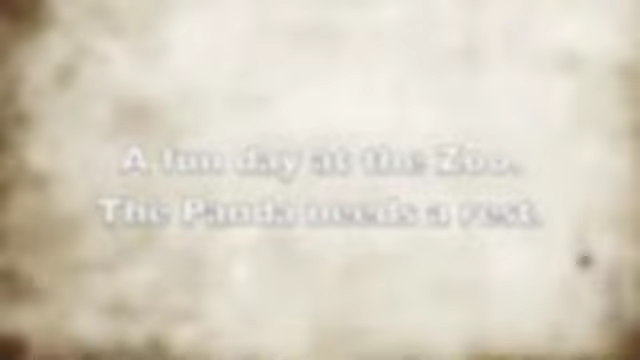 A fun day at the Zoo.
The Panda needs a rest.